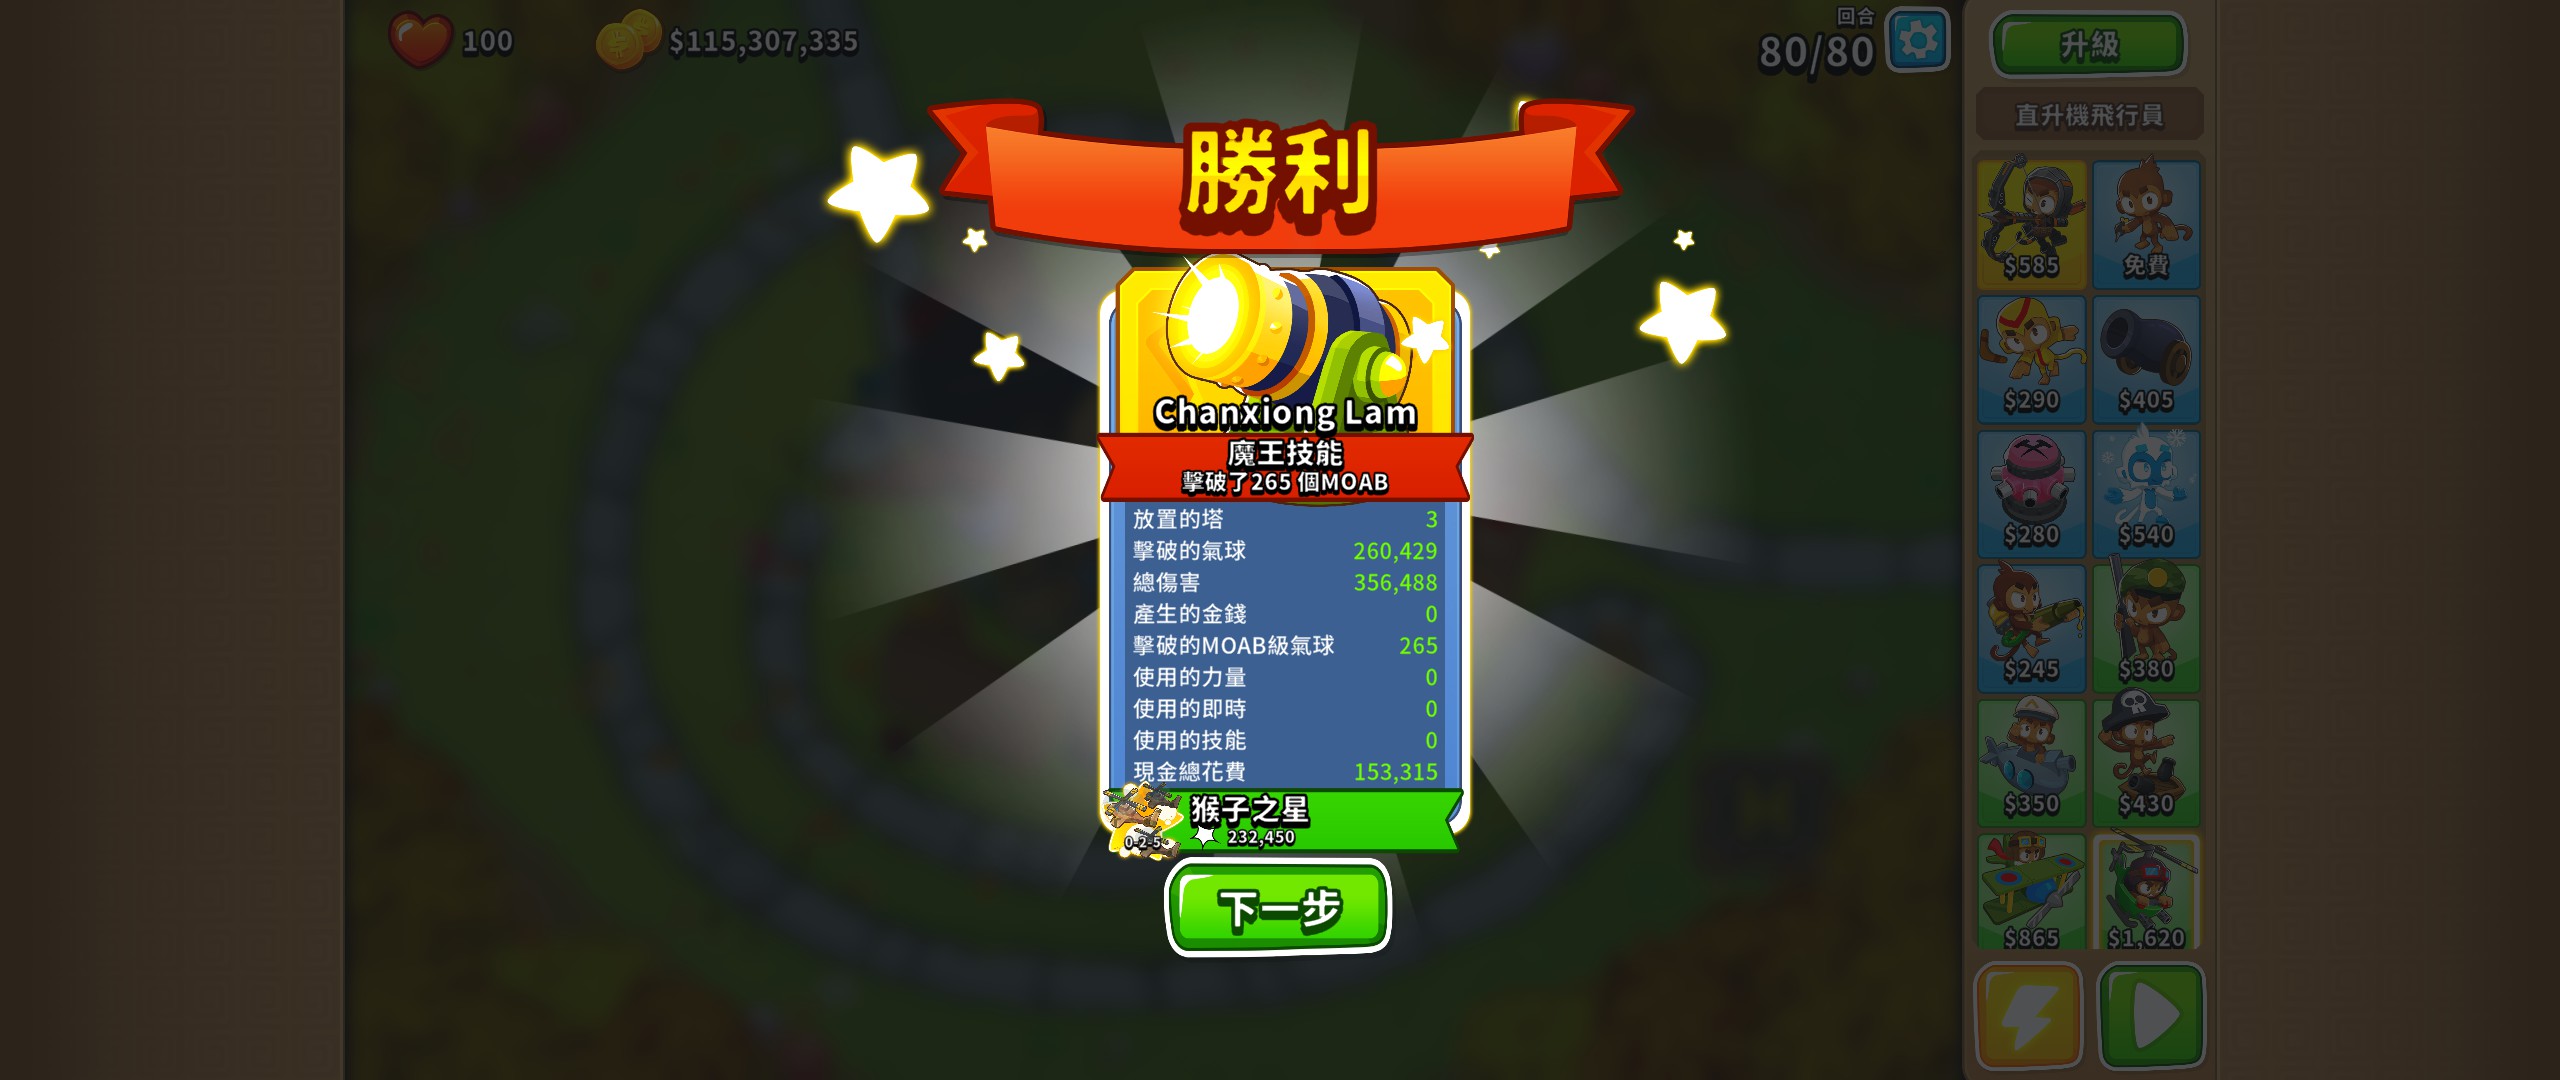 100
$115,307,335
回合
80/80
升級
直升機飛行員
勝利
Chanxiong Lam
魔王技能
擊破了265 個MOAB
放置的塔 3
擊破的氣球 260,429
總傷害 356,488
產生的金錢 0
擊破的MOAB級氣球 265
使用的力量 0
使用的即時 0
使用的技能 0
現金總花費 153,315
猴子之星
0-2-5
232,450
下一步
$585 免費
$290 $405
$280 $540
$245 $380
$350 $430
$865 $1,620